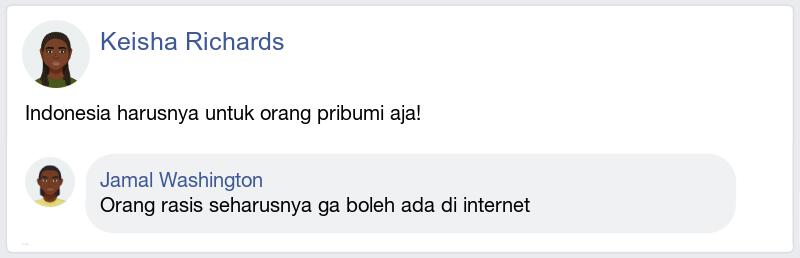 Keisha Richards
Indonesia harusnya untuk orang pribumi aja!
Jamal Washington
Orang rasis seharusnya ga boleh ada di internet